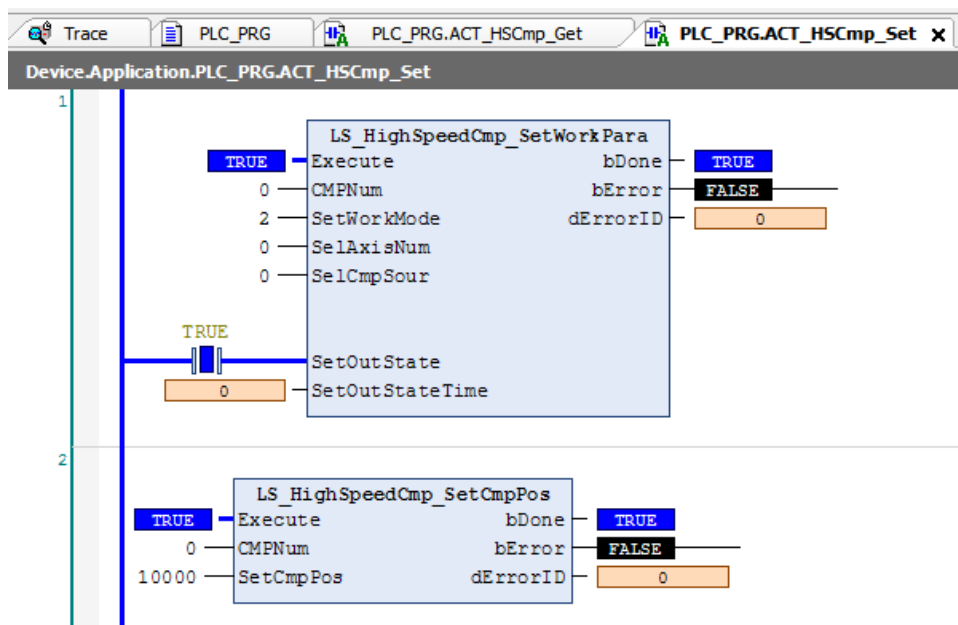 Trace PLC_PRG PLC_PRG.ACT_HSCmp_Get PLC_PRG.ACT_HSCmp_Set x
Device.Application.PLC_PRG.ACT_HSCmp_Set
1
LS_HighSpeedCmp_SetWorkPara
TRUE Execute bDone TRUE
0 CMPNum bError FALSE
2 SetWorkMode dErrorID 0
0 SelAxisNum
0 SelCmpSour
TRUE
SetOutState
0 SetOutStateTime
2
LS_HighSpeedCmp_SetCmpPos
TRUE Execute bDone TRUE
0 CMPNum bError FALSE
10000 SetCmpPos dErrorID 0